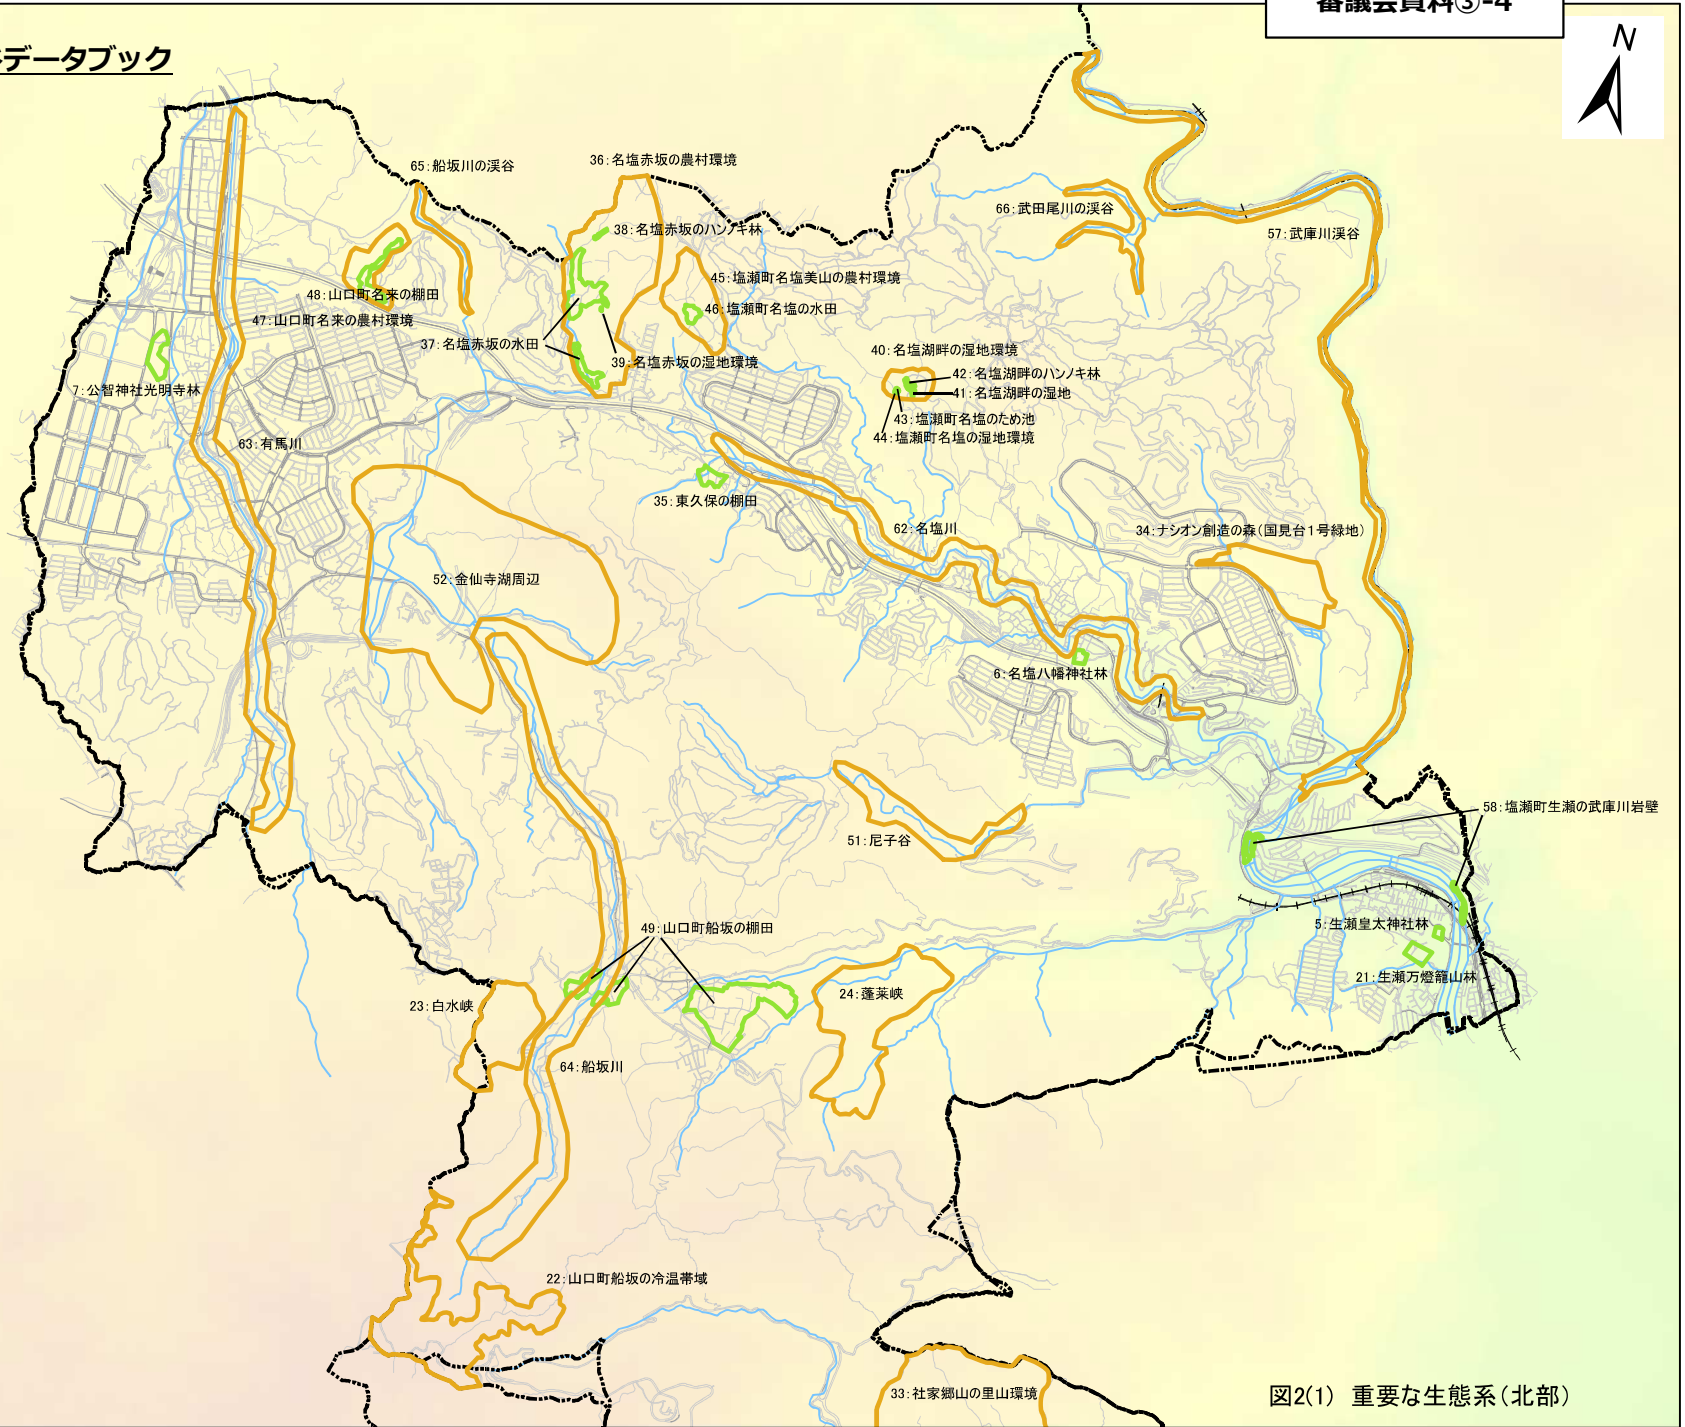 審議会資料③-4
データブック
N
65：船坂川の渓谷
36：名塩赤坂の農村環境
66：武田尾川の渓谷
38：名塩赤坂のハンノキ林
57：武庫川渓谷
45：塩瀬町名塩美山の農村環境
48：山口町名来の棚田
46：塩瀬町名塩の水田
47：山口町名来の農村環境
37：名塩赤坂の水田
40：名塩湖畔の湿地環境
39：名塩赤坂の湿地環境
42：名塩湖畔のハンノキ林
7：公智神社光明寺林
41：名塩湖畔の湿地
43：塩瀬町名塩のため池
63：有馬川
44：塩瀬町名塩の湿地環境
35：東久保の棚田
62：名塩川
34：ナシオン創造の森（国見台１号緑地）
52：金仙寺湖周辺
6：名塩八幡神社林
58：塩瀬町生瀬の武庫川岩壁
51：尼子谷
49：山口町船坂の棚田
5：生瀬皇太神社林
21：生瀬万燈籠山林
24：蓬莱峡
23：白水峡
64：船坂川
22：山口町船坂の冷温帯域
33：社家郷山の里山環境
図2(1) 重要な生態系（北部）